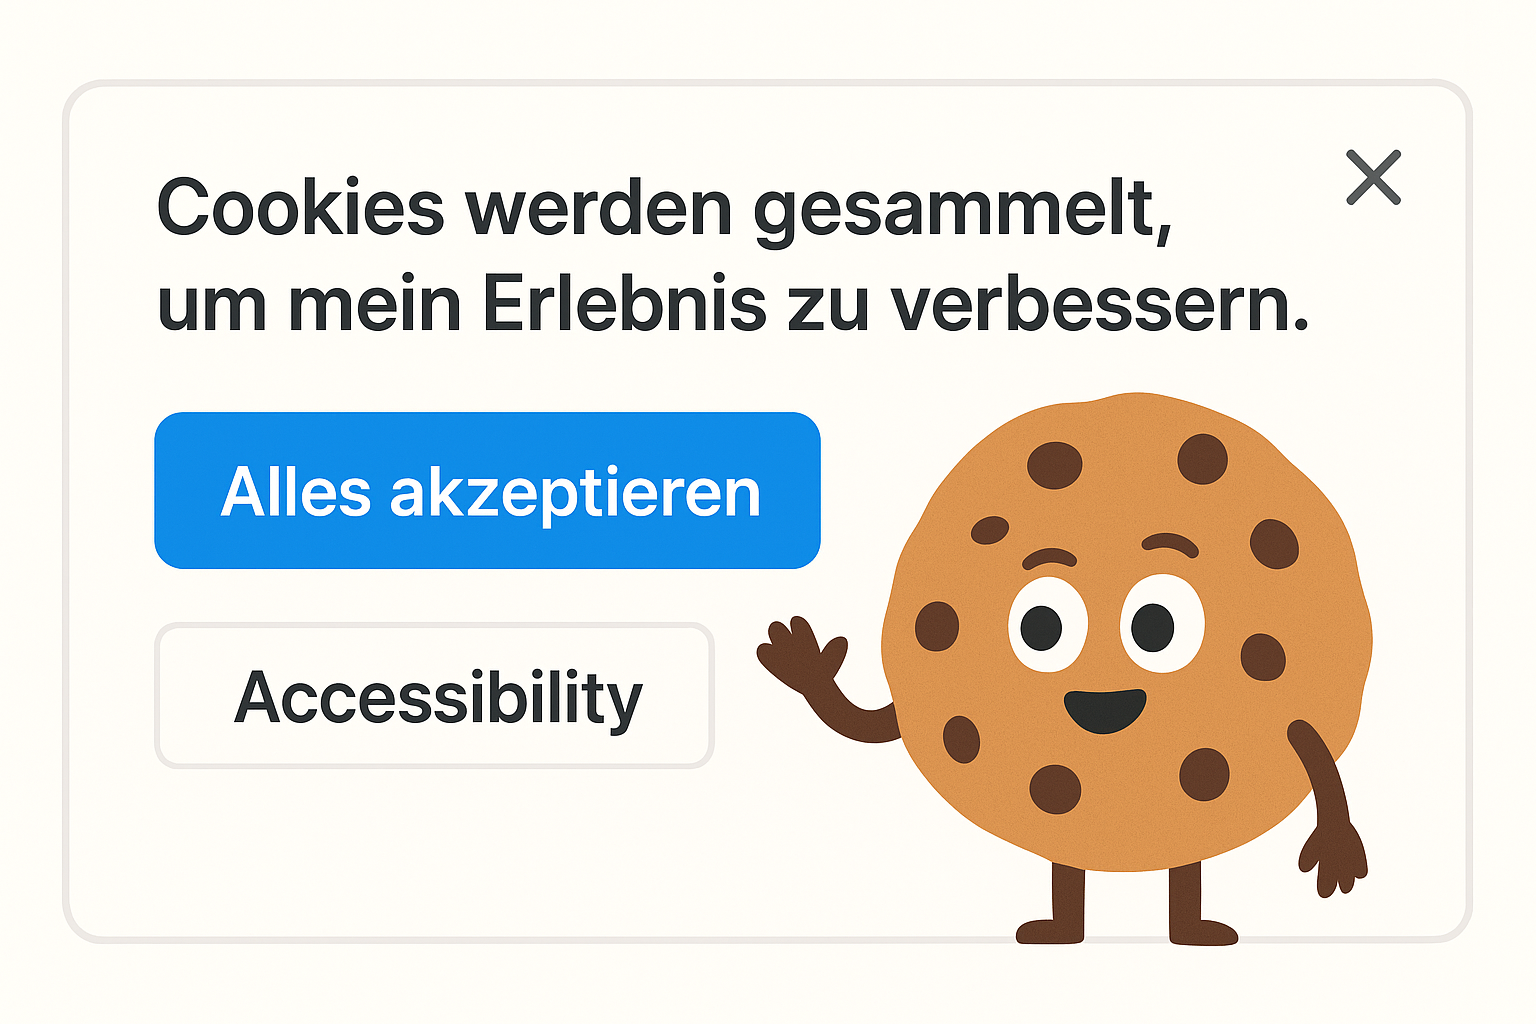 Cookies werden gesammelt,
um mein Erlebnis zu verbessern.
Alles akzeptieren
Accessibility